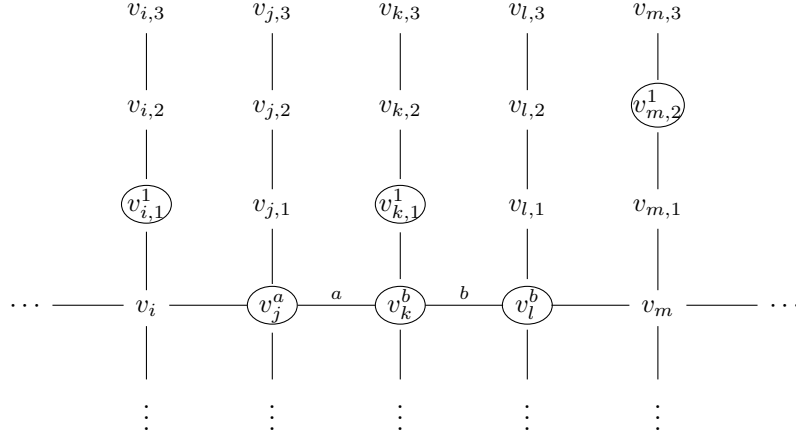 v_{i,3} v_{j,3} v_{k,3} v_{l,3} v_{m,3}
v_{i,2} v_{j,2} v_{k,2} v_{l,2} v^1_{m,2}
v^1_{i,1} v_{j,1} v^1_{k,1} v_{l,1} v_{m,1}
a b
⋯ v_i v^a_j v^b_k v^b_l v_m ⋯
⋮ ⋮ ⋮ ⋮ ⋮